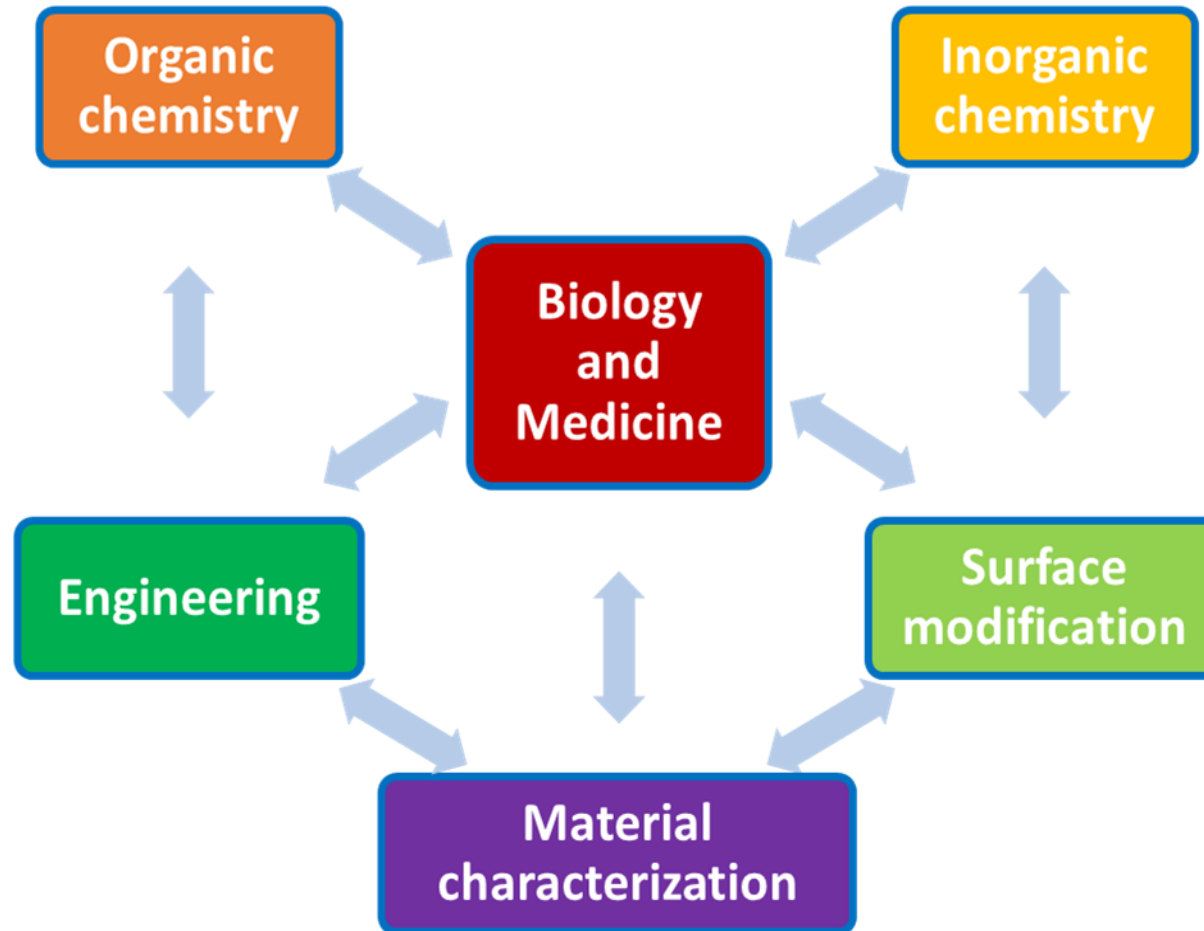 Organic
chemistry
Inorganic
chemistry
Biology
and
Medicine
Engineering
Surface
modification
Material
characterization